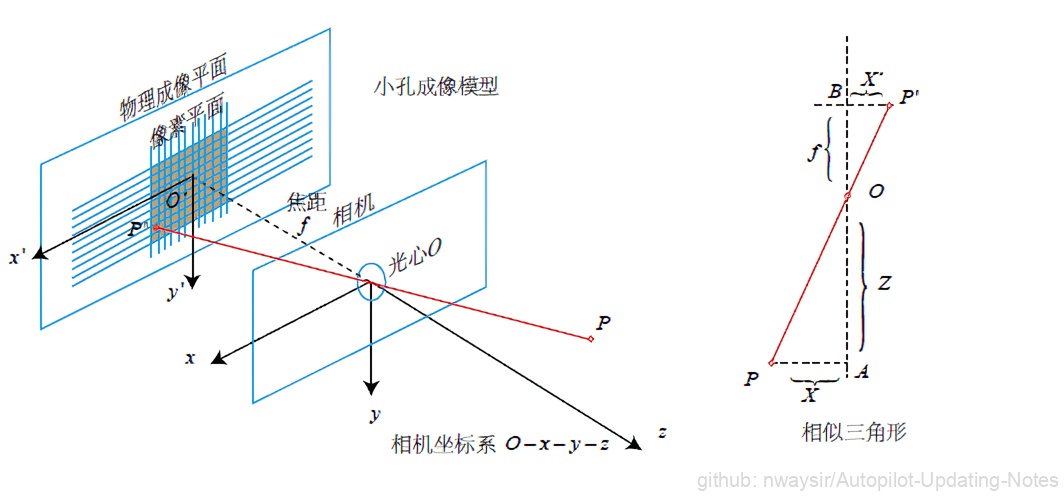 物理成像平面
像素平面
小孔成像模型
O'
P'
x'
y'
焦距
f
相机
光心O
P
x
y
z
相机坐标系 O-x-y-z
B
X'
P'
f
O
Z
P
X
A
相似三角形
github: nwaysir/Autopilot-Updating-Notes